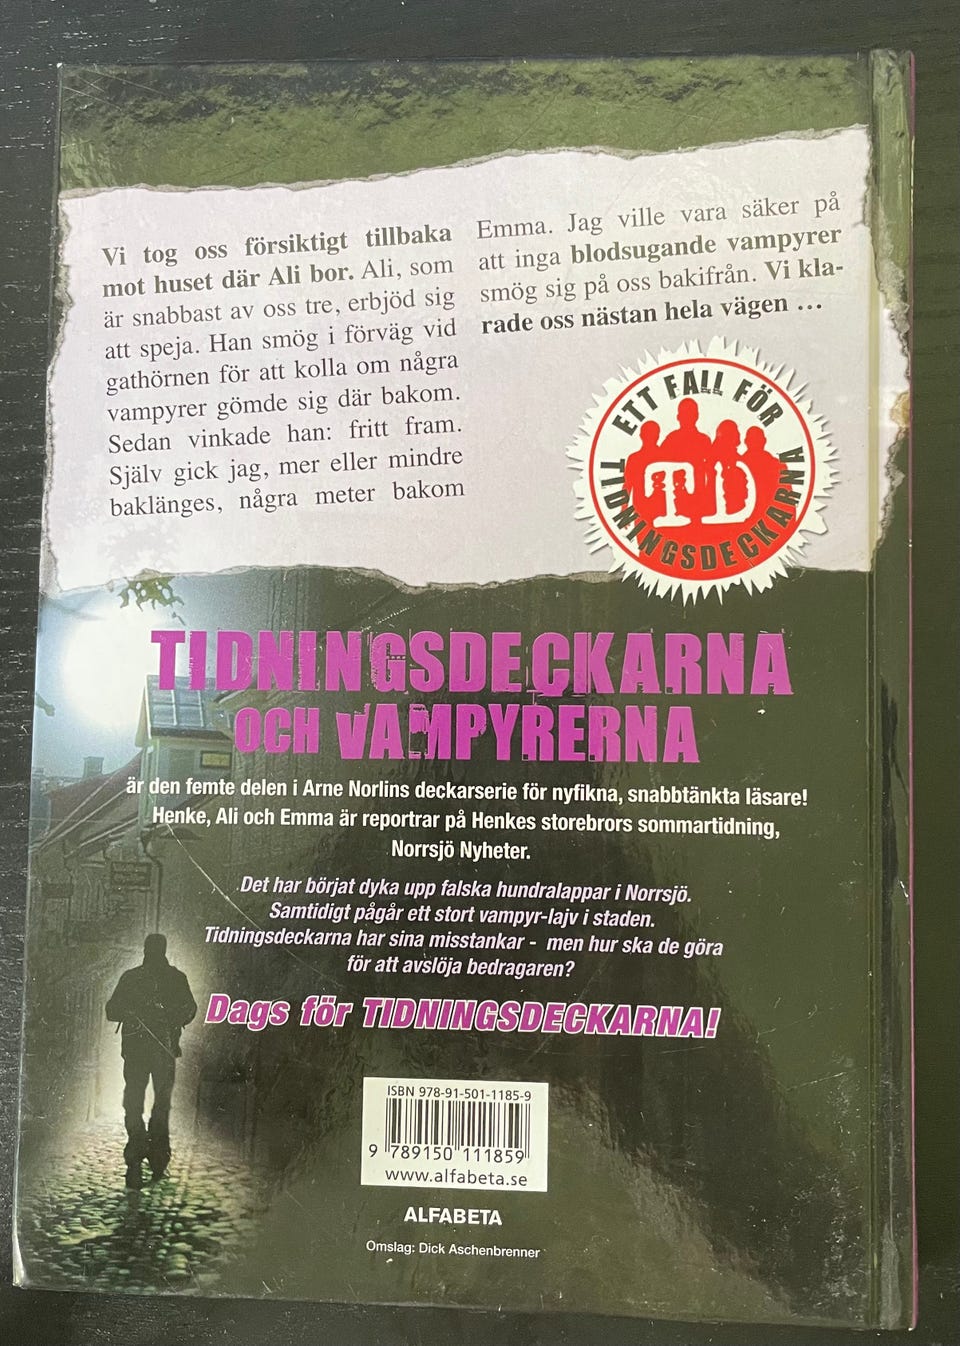 Vi tog oss försiktigt tillbaka
mot huset där Ali bor. Ali, som
är snabbast av oss tre, erbjöd sig
att speja. Han smög i förväg vid
gathörnen för att kolla om några
vampyrer gömde sig där bakom.
Sedan vinkade han: fritt fram.
Själv gick jag, mer eller mindre
baklänges, några meter bakom
Emma. Jag ville vara säker på
att inga blodsugande vampyrer
smög sig på oss bakifrån. Vi kla-
rade oss nästan hela vägen ...
ETT FALL FÖR
TD
TIDNINGSDECKARNA
TIDNINGSDECKARNA
OCH VAMPYRERNA
är den femte delen i Arne Norlins deckarserie för nyfikna, snabbtänkta läsare!
Henke, Ali och Emma är reportrar på Henkes storebrors sommartidning,
Norrsjö Nyheter.
Det har börjat dyka upp falska hundralappar i Norrsjö.
Samtidigt pågår ett stort vampyr-lajv i staden.
Tidningsdeckarna har sina misstankar - men hur ska de göra
för att avslöja bedragaren?
Dags för TIDNINGSDECKARNA!
ISBN 978-91-501-1185-9
9 789150 111859
www.alfabeta.se
ALFABETA
Omslag: Dick Aschenbrenner